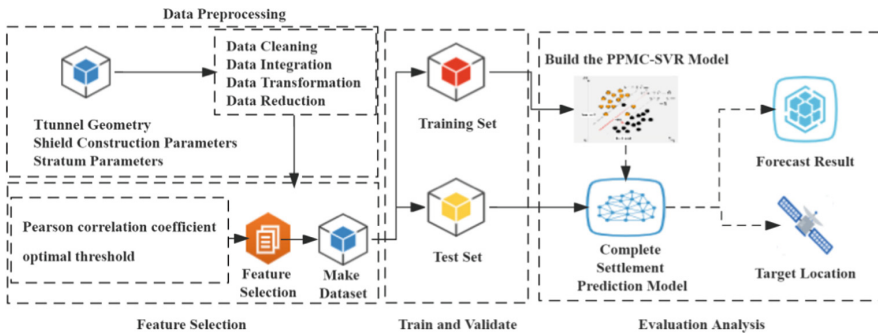 Data Preprocessing
Data Cleaning
Data Integration
Data Transformation
Data Reduction
Ttunnel Geometry
Shield Construction Parameters
Stratum Parameters
Pearson correlation coefficient
optimal threshold
Feature
Selection
Make
Dataset
Feature Selection
Training Set
Test Set
Train and Validate
Build the PPMC-SVR Model
Complete
Settlement
Prediction Model
Forecast Result
Target Location
Evaluation Analysis